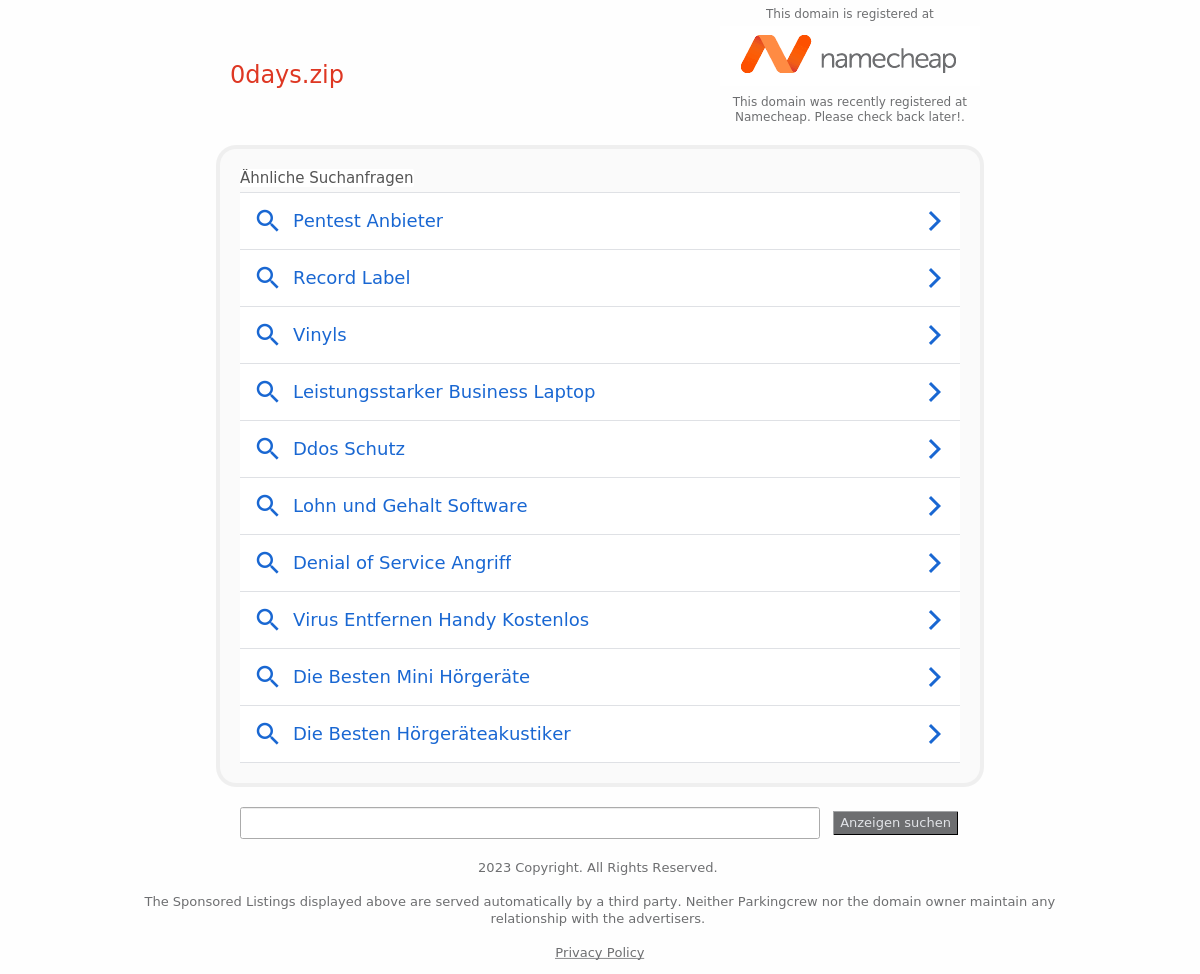 This domain is registered at
namecheap
0days.zip
This domain was recently registered at
Namecheap. Please check back later!.
Ähnliche Suchanfragen
Pentest Anbieter
Record Label
Vinyls
Leistungsstarker Business Laptop
Ddos Schutz
Lohn und Gehalt Software
Denial of Service Angriff
Virus Entfernen Handy Kostenlos
Die Besten Mini Hörgeräte
Die Besten Hörgeräteakustiker
Anzeigen suchen
2023 Copyright. All Rights Reserved.
The Sponsored Listings displayed above are served automatically by a third party. Neither Parkingcrew nor the domain owner maintain any
relationship with the advertisers.
Privacy Policy